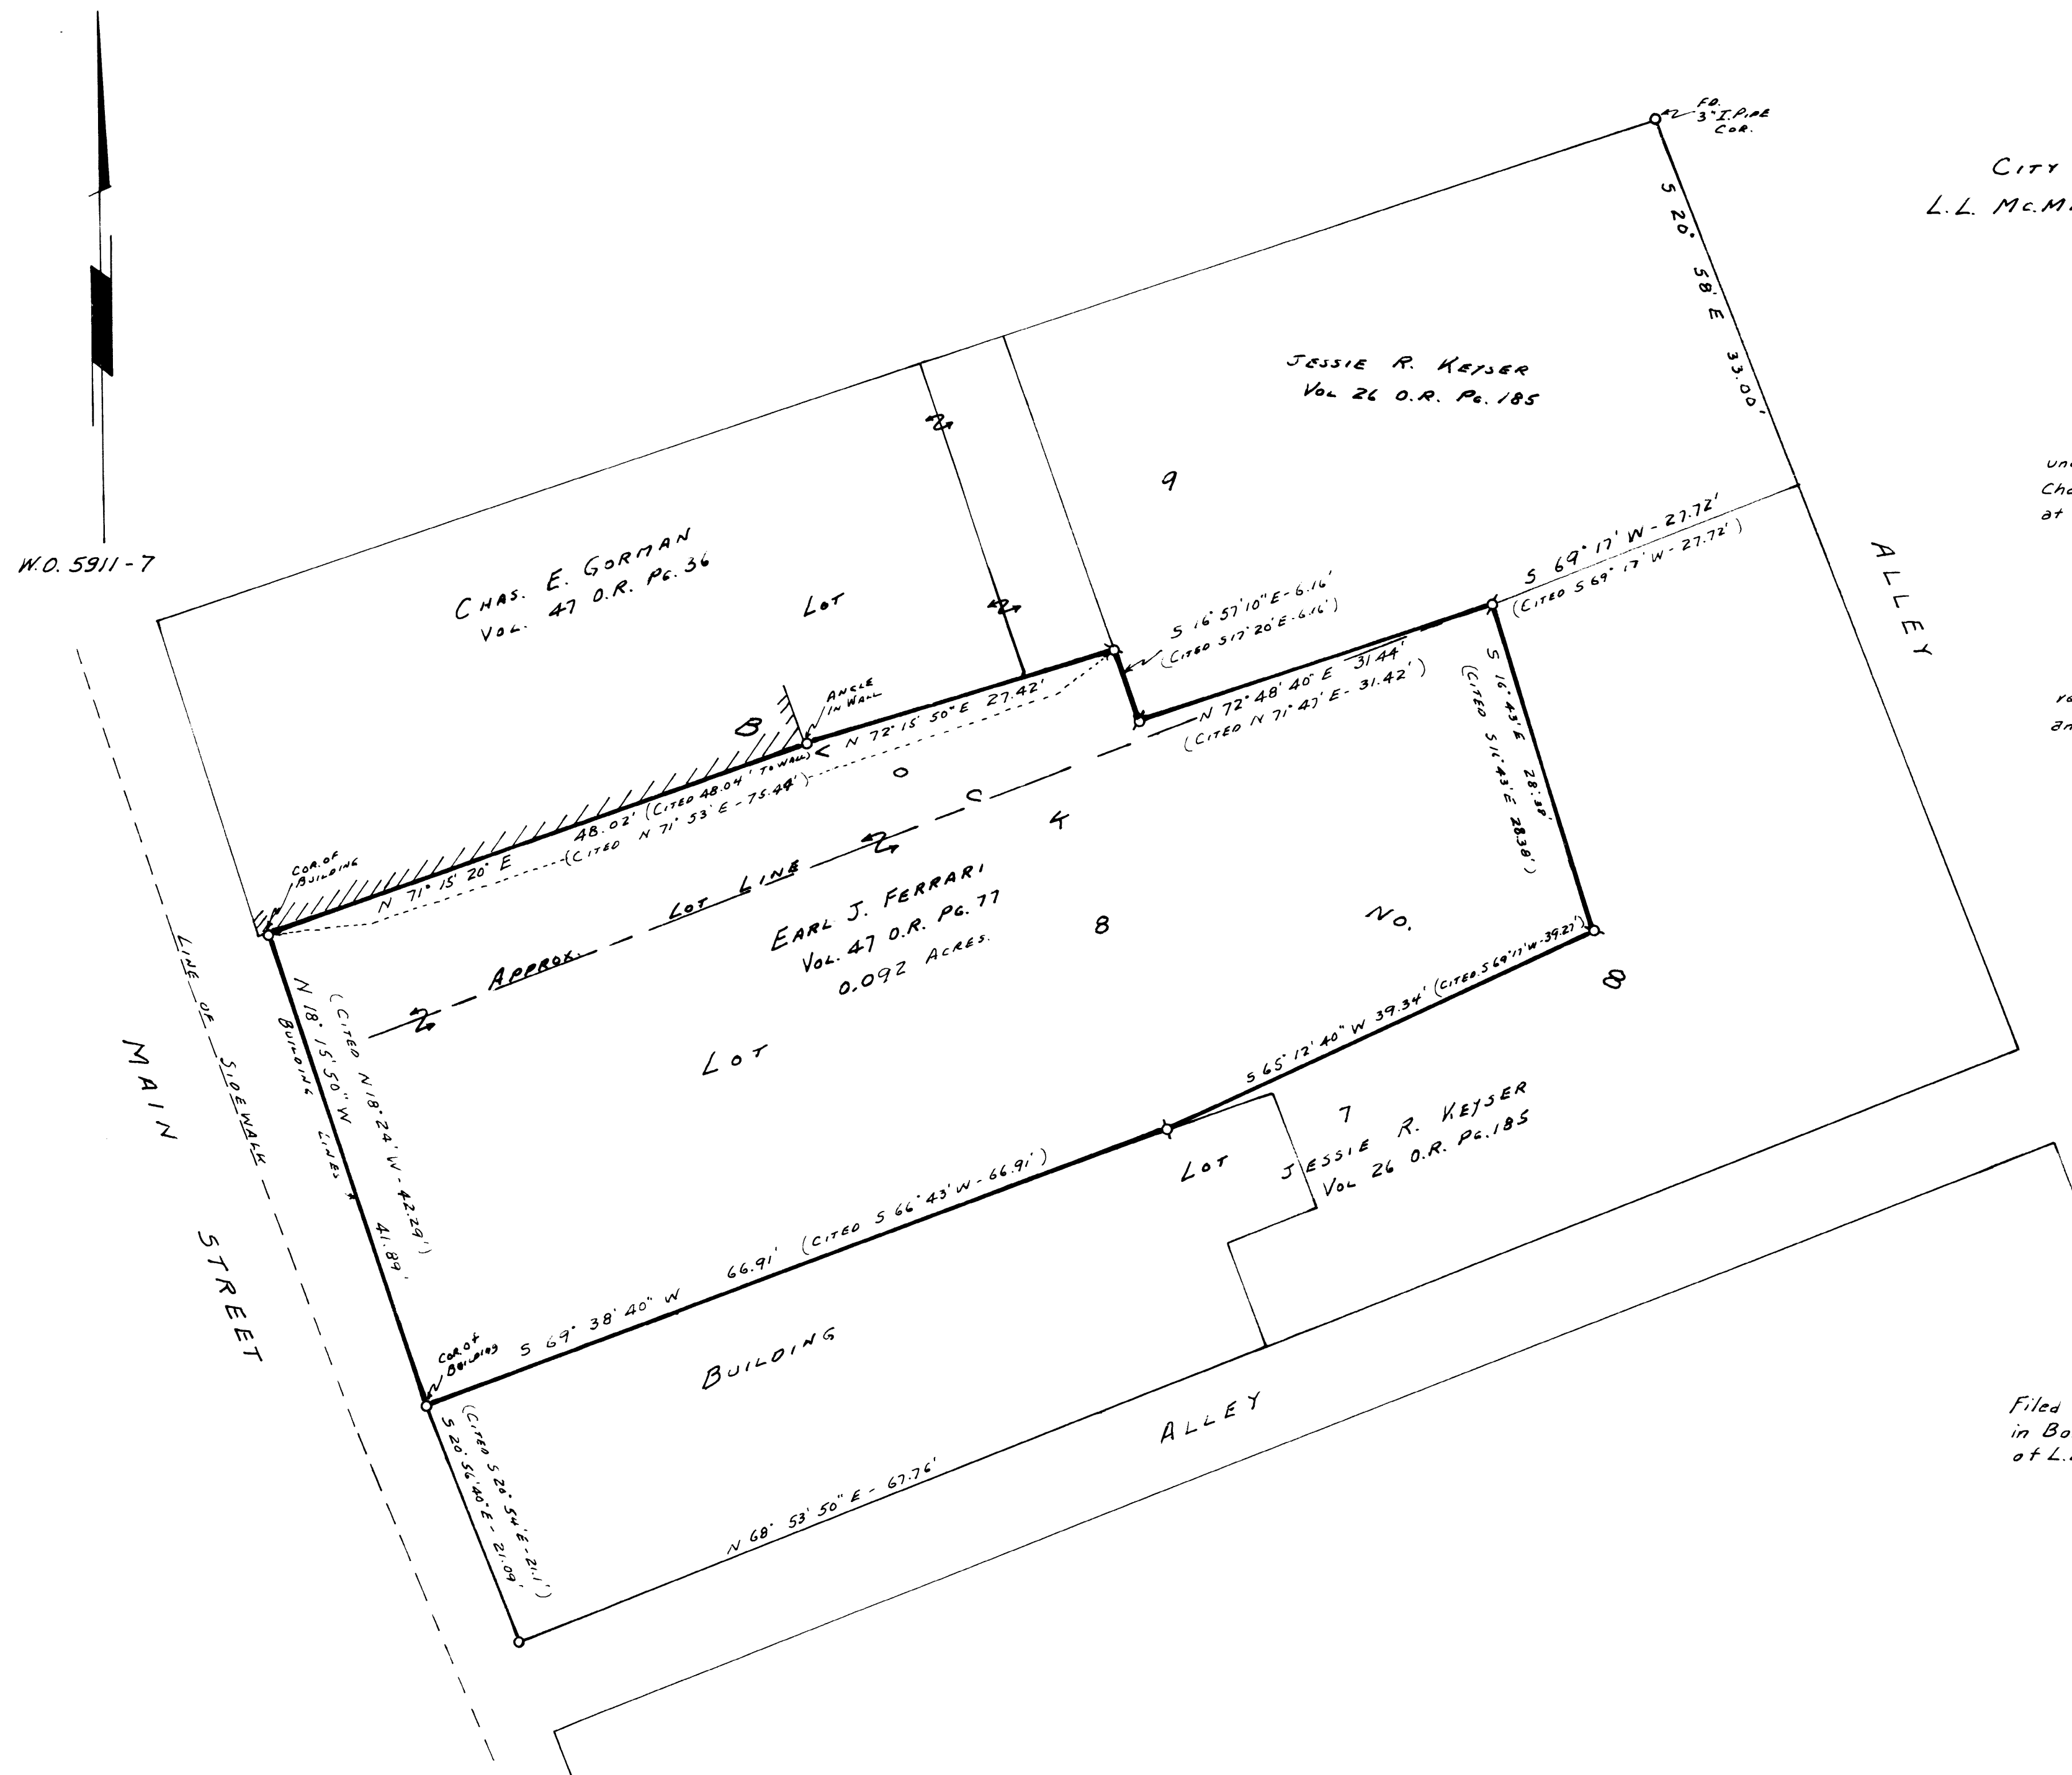 FD.
3" I. PIPE
COR.
CITY
L.L. Mc.M
S 20° 58' E 33.00'
JESSIE R. KEYSER
VOL 26 O.R. PG. 185
9
W.O. 5911-7
CHAS. E. GORMAN
VOL. 47 O.R. PG. 36
LOT
un
Cha
at
S 69° 17' W - 27.72'
(CITED S 69° 17' W - 27.72')
ALLEY
S 16° 57' 10" E - 6.16'
(CITED S 17° 20' E - 6.16')
N 72° 48' 40" E 31.44'
(CITED N 71° 47' E - 31.42')
S 16° 43' E 28.38'
(CITED S 16° 43' E 28.38')
ANGLE
IN WALL
B
L
O
C
K
N 72° 15' 50" E 27.42'
N 71° 15' 20" E 48.02' (CITED 48.04' TO WALL)
(CITED N 71° 53' E - 75.44')
COR. OF
BUILDING
4
APPROX. LOT LINE
EARL J. FERRARI
VOL. 47 O.R. PG. 77
0.092 ACRES.
8
NO.
8
an
LINE OF SIDEWALK
MAIN STREET
N 18° 15' 50" W 41.89'
(CITED N 18° 24' W - 42.29')
BUILDING LINES
LOT
S 65° 12' 40" W 39.34' (CITED S 69° 17' W - 39.27')
7
LOT
JESSIE R. KEYSER
VOL 26 O.R. PG. 185
S 69° 38' 40" W 66.91' (CITED S 66° 43' W - 66.91')
COR. OF
BUILDING
BUILDING
S 20° 56' 40" E - 21.09'
(CITED S 20° 54' E - 21.1')
N 68° 53' 50" E - 67.76'
ALLEY
Filed
in Bo
of L.